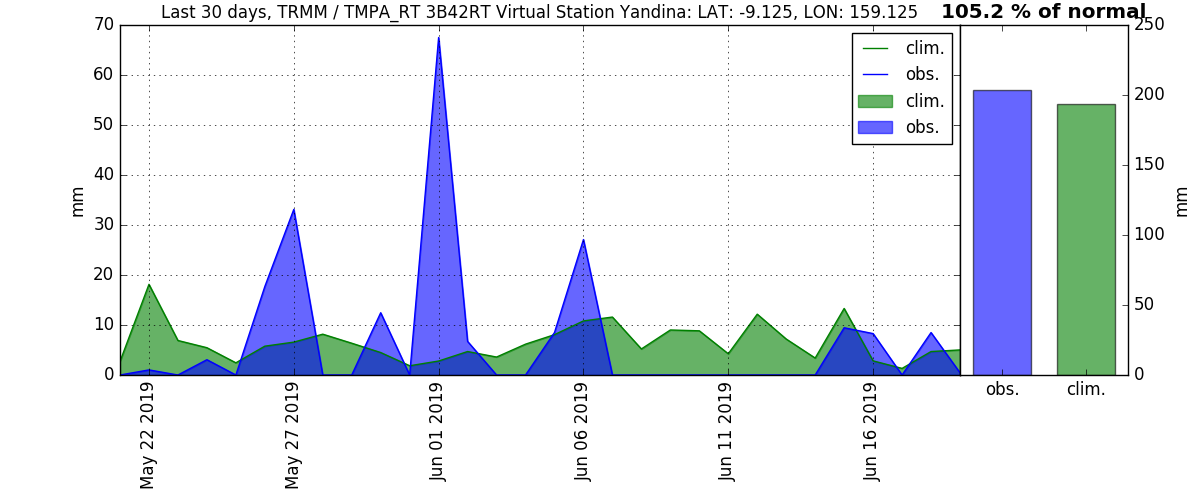 Last 30 days, TRMM / TMPA_RT 3B42RT Virtual Station Yandina: LAT: -9.125, LON: 159.125
105.2 % of normal
70
60
50
40
30
20
10
0
mm
clim.
obs.
clim.
obs.
May 22 2019
May 27 2019
Jun 01 2019
Jun 06 2019
Jun 11 2019
Jun 16 2019
250
200
150
100
50
0
mm
obs.
clim.